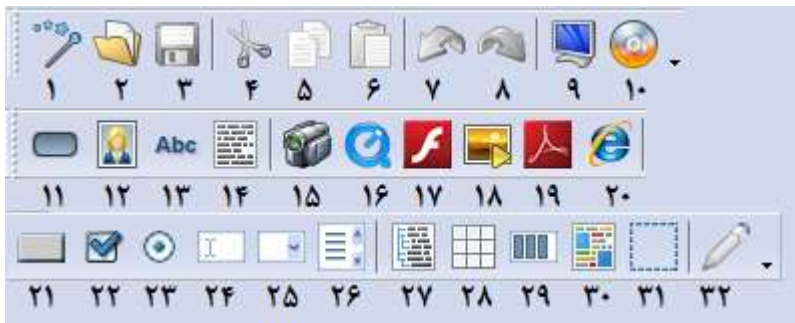 ۱ ۲ ۳ ۴ ۵ ۶ ۷ ۸ ۹ ۱۰
Abc
۱۱ ۱۲ ۱۳ ۱۴ ۱۵ ۱۶ ۱۷ ۱۸ ۱۹ ۲۰
۲۱ ۲۲ ۲۳ ۲۴ ۲۵ ۲۶ ۲۷ ۲۸ ۲۹ ۳۰ ۳۱ ۳۲